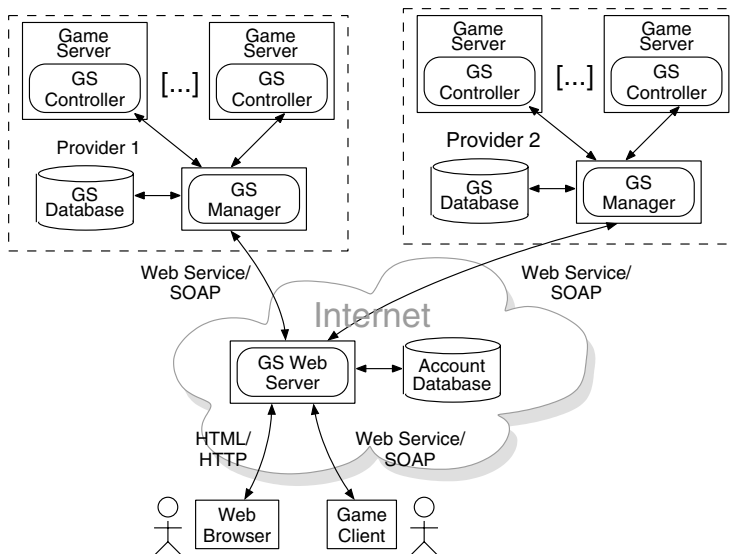 Game
Server
GS
Controller
[...]
Game
Server
GS
Controller
Provider 1
GS
Database
GS
Manager
Game
Server
GS
Controller
[...]
Game
Server
GS
Controller
Provider 2
GS
Database
GS
Manager
Web Service/
SOAP
Web Service/
SOAP
Internet
GS Web
Server
Account
Database
HTML/
HTTP
Web Service/
SOAP
Web
Browser
Game
Client